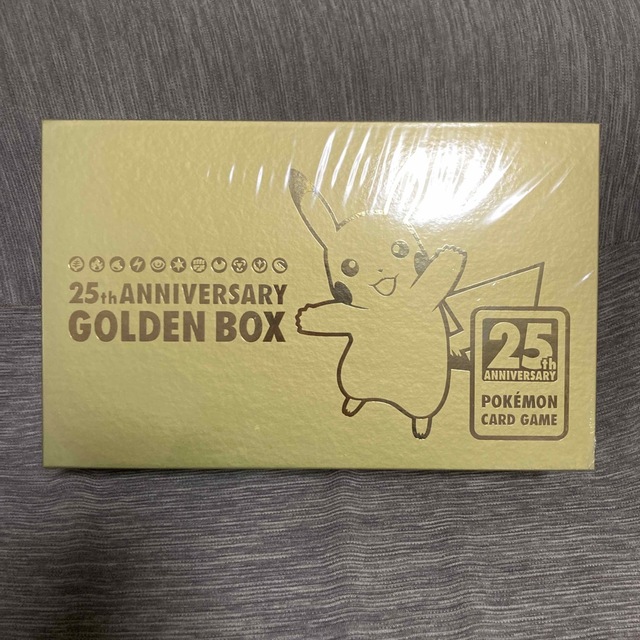 25th ANNIVERSARY
GOLDEN BOX
25th
ANNIVERSARY
POKÉMON
CARD GAME